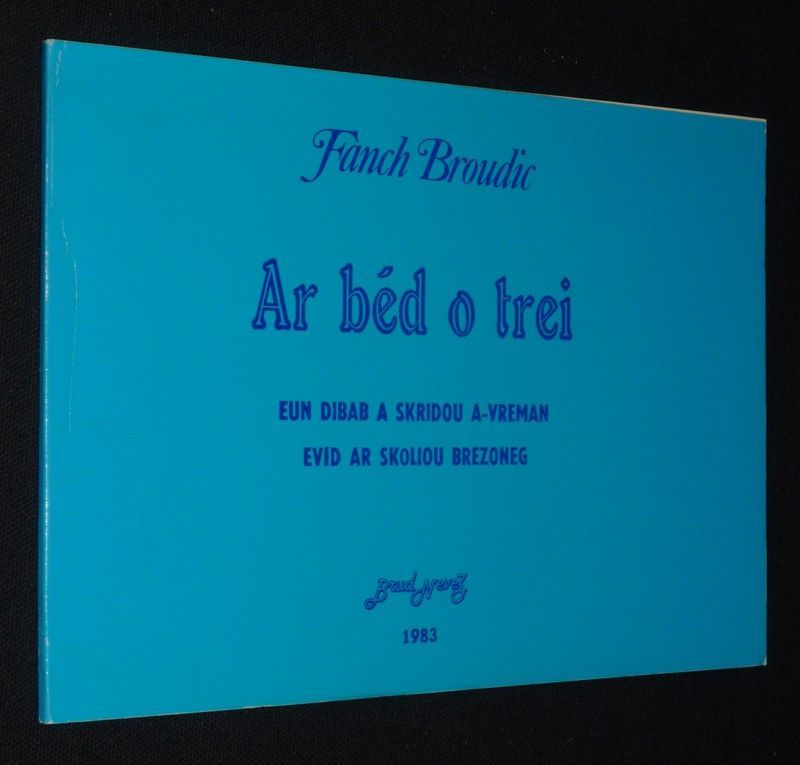 Fanch Broudic
Ar béd o trei
EUN DIBAB A SKRIDOU A-VREMAN
EVID AR SKOLIOU BREZONEG
Brud Nevez
1983